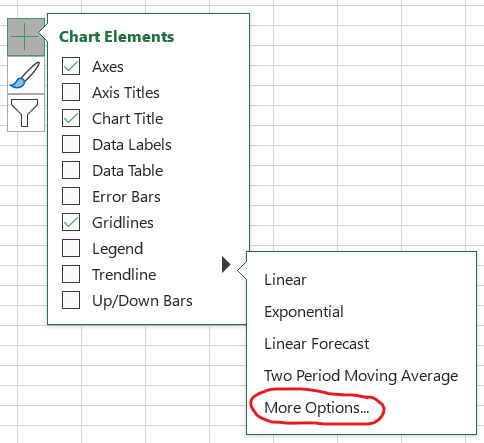 Chart Elements
Axes
Axis Titles
Chart Title
Data Labels
Data Table
Error Bars
Gridlines
Legend
Trendline
Up/Down Bars
Linear
Exponential
Linear Forecast
Two Period Moving Average
More Options...